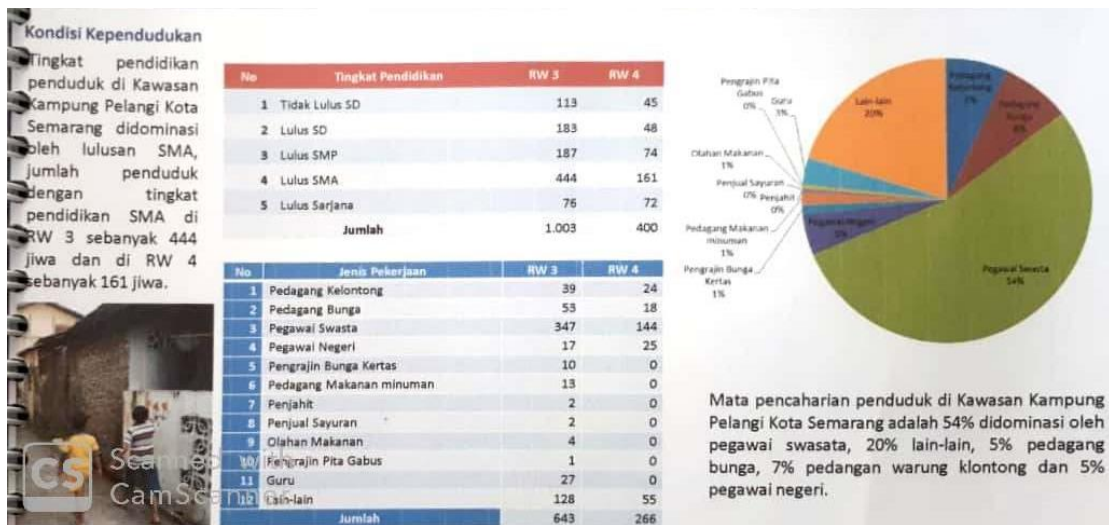 Kondisi Kependudukan
Tingkat pendidikan
penduduk di Kawasan
Kampung Pelangi Kota
Semarang didominasi
oleh lulusan SMA,
jumlah penduduk
dengan tingkat
pendidikan SMA di
RW 3 sebanyak 444
jiwa dan di RW 4
sebanyak 161 jiwa.
No Tingkat Pendidikan RW 3 RW 4
1 Tidak Lulus SD 113 45
2 Lulus SD 183 48
3 Lulus SMP 187 74
4 Lulus SMA 444 161
5 Lulus Sarjana 76 72
Jumlah 1.003 400
No Jenis Pekerjaan RW 3 RW 4
1 Pedagang Kelontong 39 24
2 Pedagang Bunga 53 18
3 Pegawai Swasta 347 144
4 Pegawai Negeri 17 25
5 Pengrajin Bunga Kertas 10 0
6 Pedagang Makanan minuman 13 0
7 Penjahit 2 0
8 Penjual Sayuran 2 0
9 Olahan Makanan 4 0
10 Pengrajin Pita Gabus 1 0
11 Guru 27 0
12 Lain-lain 128 55
Jumlah 643 266
Pengrajin Pita
Gabus
0%
Guru
3%
Lain-lain
20%
Pedagang
Kelontong
7%
Pedagang
Bunga
8%
Olahan Makanan
1%
Penjual Sayuran
0%
Penjahit
0%
Pedagang Makanan
minuman
1%
Pegawai Negeri
5%
Pengrajin Bunga
Kertas
1%
Pegawai Swasta
54%
Mata pencaharian penduduk di Kawasan Kampung
Pelangi Kota Semarang adalah 54% didominasi oleh
pegawai swasata, 20% lain-lain, 5% pedagang
bunga, 7% pedangan warung klontong dan 5%
pegawai negeri.
CS
Scanned with
CamScanner